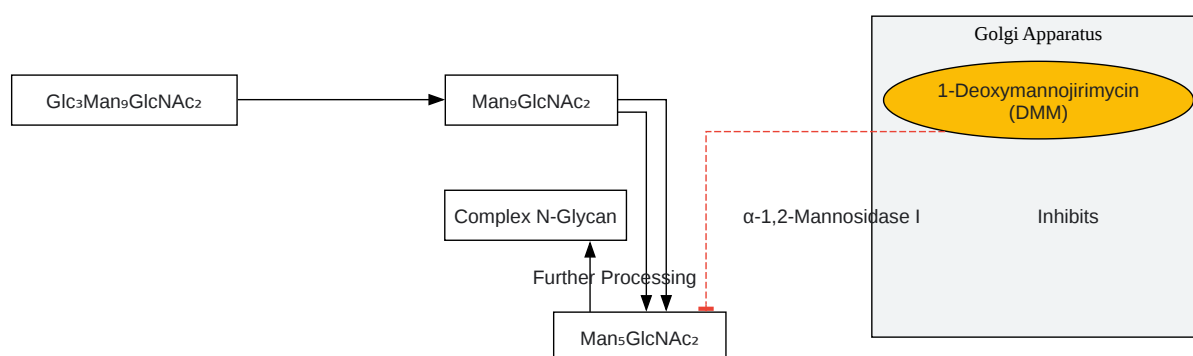 Golgi Apparatus
Glc₃Man₉GlcNAc₂
Man₉GlcNAc₂
1-Deoxymannojirimycin
(DMM)
Complex N-Glycan
α-1,2-Mannosidase I
Inhibits
Further Processing
Man₅GlcNAc₂